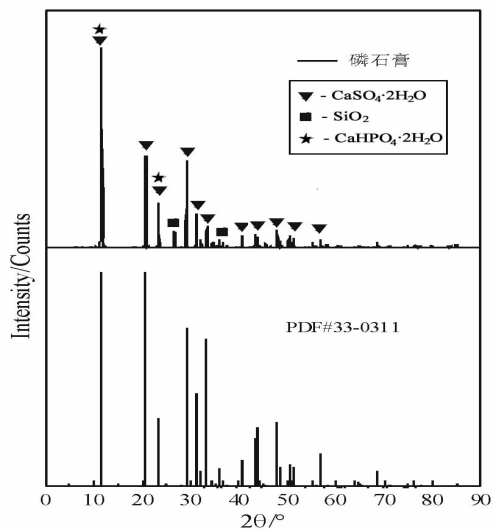 磷石膏
- CaSO₄·2H₂O
- SiO₂
- CaHPO₄·2H₂O
Intensity/Counts
PDF#33-0311
0 10 20 30 40 50 60 70 80 90
2θ/°